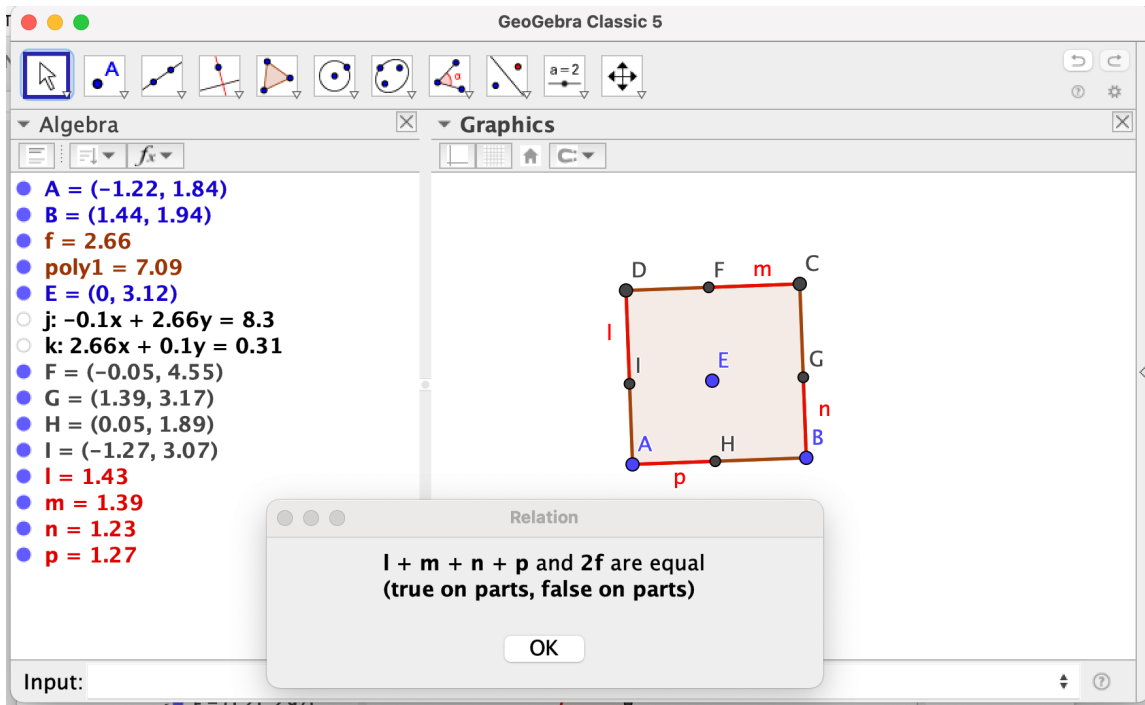 GeoGebra Classic 5
A
α
a = 2
Algebra
Graphics
fx
A = (−1.22, 1.84)
B = (1.44, 1.94)
f = 2.66
poly1 = 7.09
E = (0, 3.12)
j: −0.1x + 2.66y = 8.3
k: 2.66x + 0.1y = 0.31
F = (−0.05, 4.55)
G = (1.39, 3.17)
H = (0.05, 1.89)
I = (−1.27, 3.07)
l = 1.43
m = 1.39
n = 1.23
p = 1.27
D F m C
l
I E G
n
A H B
p
Relation
l + m + n + p and 2f are equal
(true on parts, false on parts)
OK
Input: